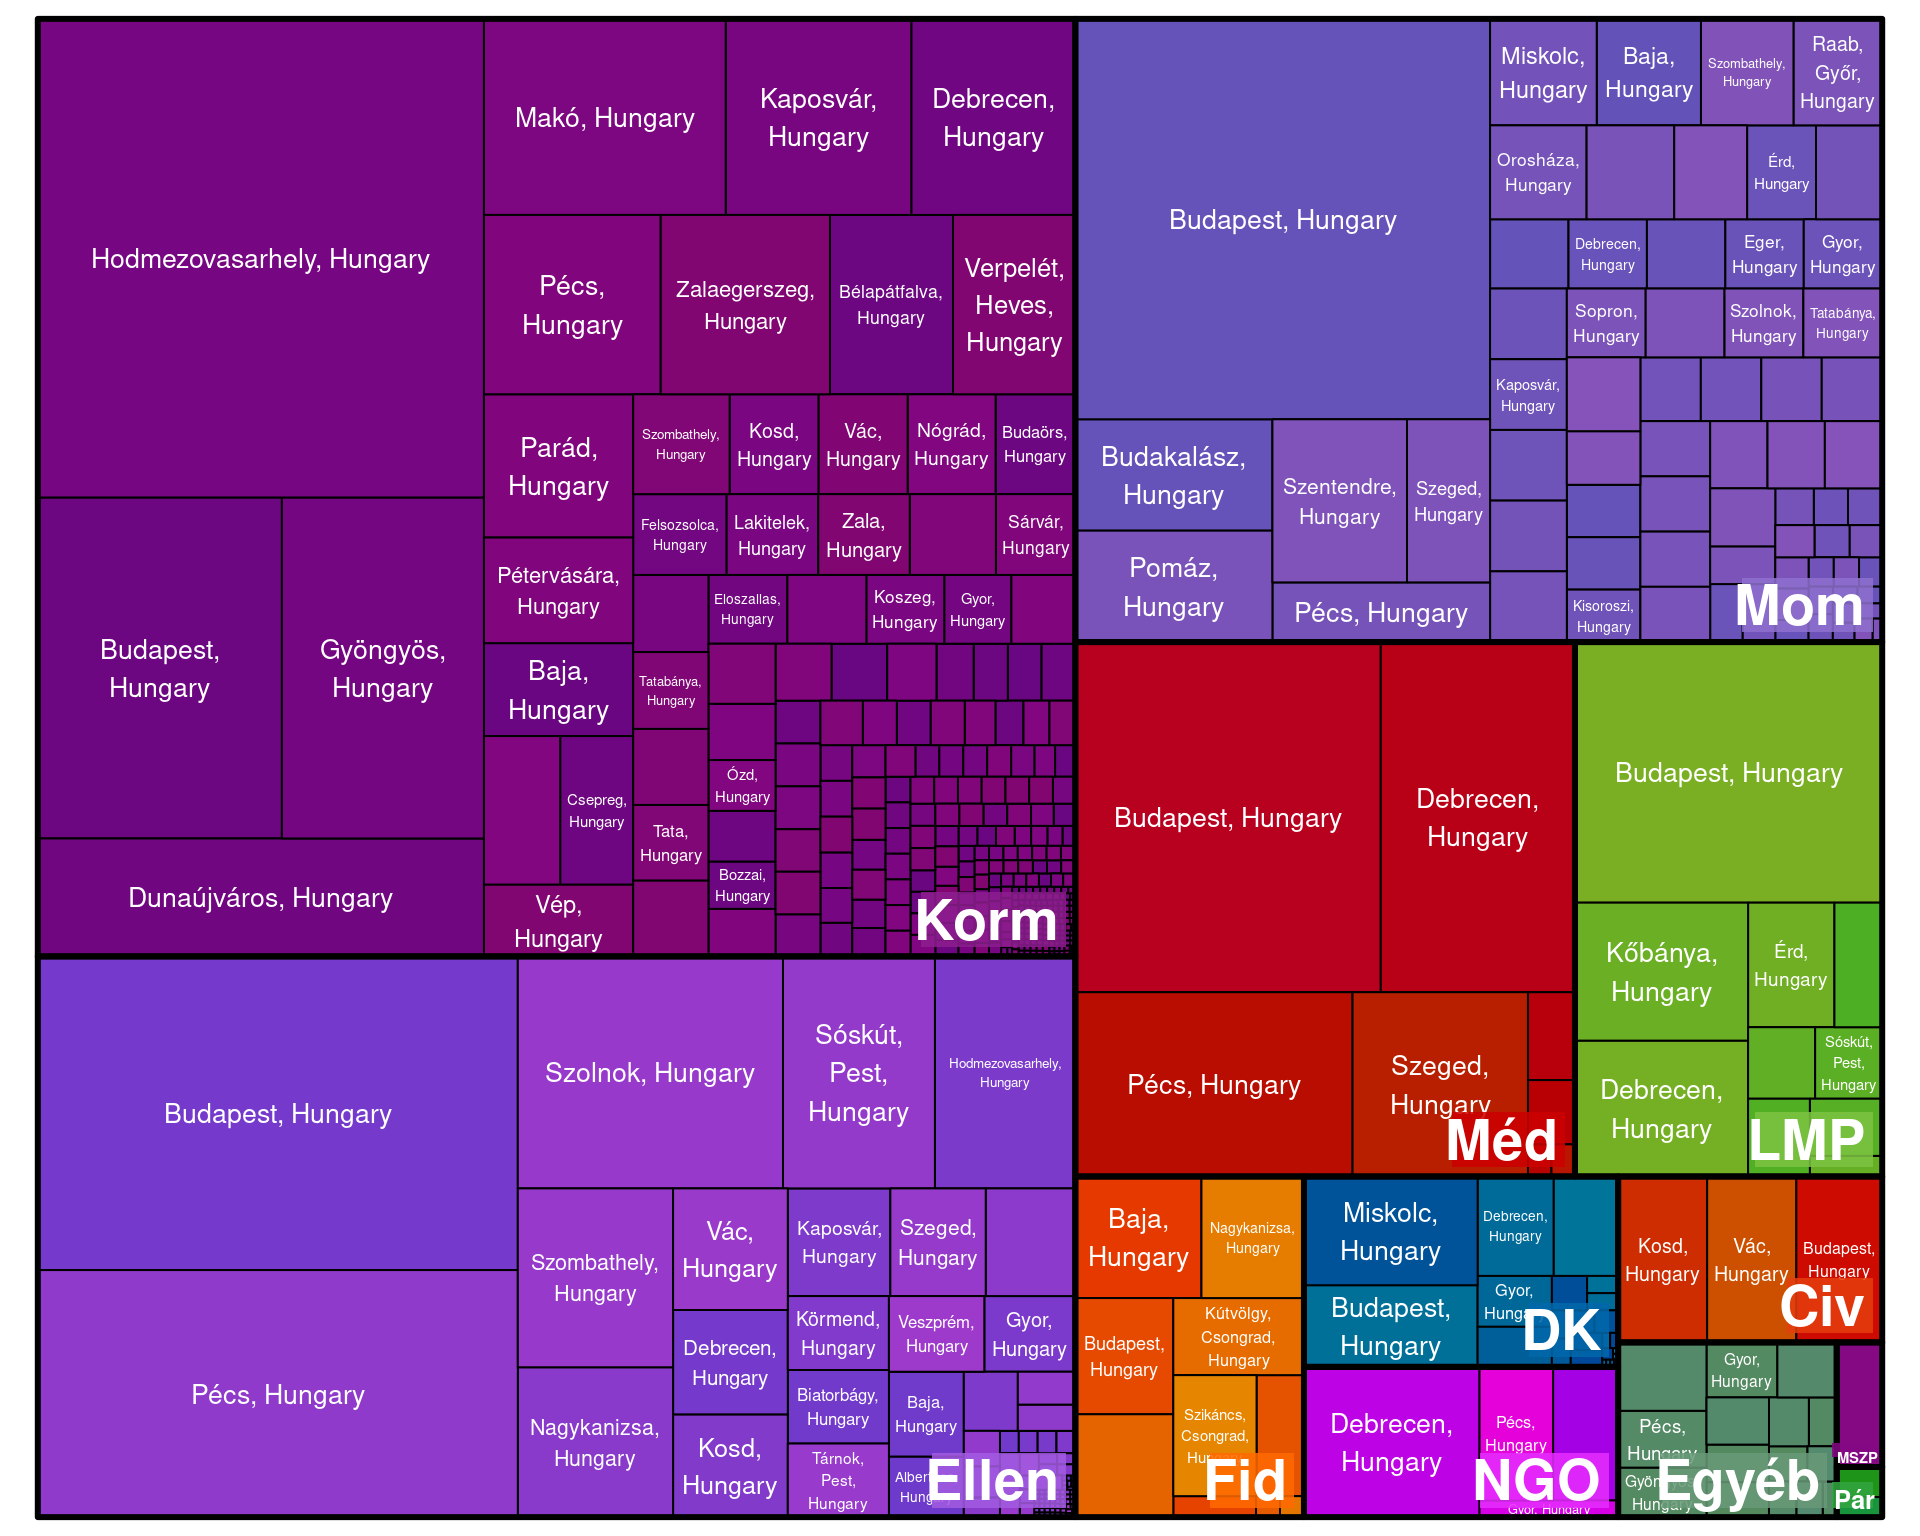 Hodmezovasarhely, Hungary
Makó, Hungary
Kaposvár,
Hungary
Debrecen,
Hungary
Pécs,
Hungary
Zalaegerszeg,
Hungary
Bélapátfalva,
Hungary
Verpelét,
Heves,
Hungary
Parád,
Hungary
Szombathely,
Hungary
Kosd,
Hungary
Vác,
Hungary
Nógrád,
Hungary
Budaörs,
Hungary
Felsozsolca,
Hungary
Lakitelek,
Hungary
Zala,
Hungary
Sárvár,
Hungary
Pétervására,
Hungary
Eloszallas,
Hungary
Koszeg,
Hungary
Gyor,
Hungary
Budapest,
Hungary
Gyöngyös,
Hungary
Baja,
Hungary
Tatabánya,
Hungary
Csepreg,
Hungary
Ózd,
Hungary
Tata,
Hungary
Bozzai,
Hungary
Dunaújváros, Hungary
Vép,
Hungary
Korm
Budapest, Hungary
Miskolc,
Hungary
Baja,
Hungary
Szombathely,
Hungary
Raab,
Győr,
Hungary
Orosháza,
Hungary
Érd,
Hungary
Debrecen,
Hungary
Eger,
Hungary
Gyor,
Hungary
Sopron,
Hungary
Szolnok,
Hungary
Tatabánya,
Hungary
Kaposvár,
Hungary
Budakalász,
Hungary
Szentendre,
Hungary
Szeged,
Hungary
Pomáz,
Hungary
Pécs, Hungary
Kisoroszi,
Hungary
Mom
Budapest, Hungary
Debrecen,
Hungary
Pécs, Hungary
Szeged,
Hungary
Méd
Budapest, Hungary
Kőbánya,
Hungary
Érd,
Hungary
Debrecen,
Hungary
Sóskút,
Pest,
Hungary
LMP
Budapest, Hungary
Szolnok, Hungary
Sóskút,
Pest,
Hungary
Hodmezovasarhely,
Hungary
Pécs, Hungary
Szombathely,
Hungary
Vác,
Hungary
Kaposvár,
Hungary
Szeged,
Hungary
Debrecen,
Hungary
Körmend,
Hungary
Veszprém,
Hungary
Gyor,
Hungary
Nagykanizsa,
Hungary
Kosd,
Hungary
Biatorbágy,
Hungary
Baja,
Hungary
Tárnok,
Pest,
Hungary
Hungary
Ellen
Baja,
Hungary
Nagykanizsa,
Hungary
Budapest,
Hungary
Kútvölgy,
Csongrad,
Hungary
Szikáncs,
Csongrad,
Fid
Miskolc,
Hungary
Debrecen,
Hungary
Budapest,
Hungary
Gyor,
Hungary
DK
Debrecen,
Hungary
Pécs,
Hungary
Gyor, Hungary
NGO
Kosd,
Hungary
Vác,
Hungary
Budapest,
Hungary
Civ
Gyor,
Hungary
Pécs,
Hungary
Hungary
Egyéb
MSZP
Pár